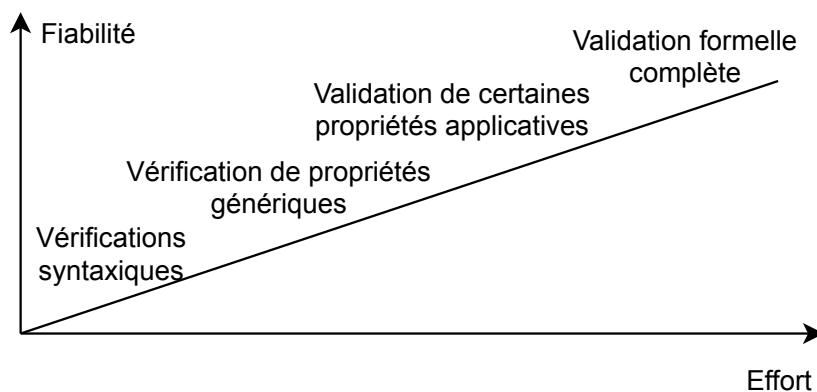 Fiabilité
Validation formelle
complète
Validation de certaines
propriétés applicatives
Vérification de propriétés
génériques
Vérifications
syntaxiques
Effort